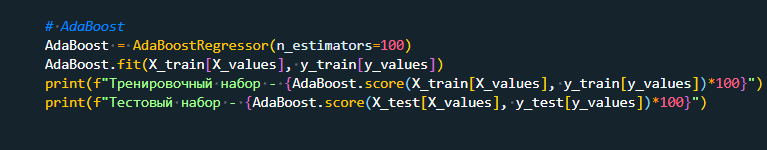 # AdaBoost
AdaBoost = AdaBoostRegressor(n_estimators=100)
AdaBoost.fit(X_train[X_values], y_train[y_values])
print(f"Тренировочный набор - {AdaBoost.score(X_train[X_values], y_train[y_values])*100}")
print(f"Тестовый набор - {AdaBoost.score(X_test[X_values], y_test[y_values])*100}")